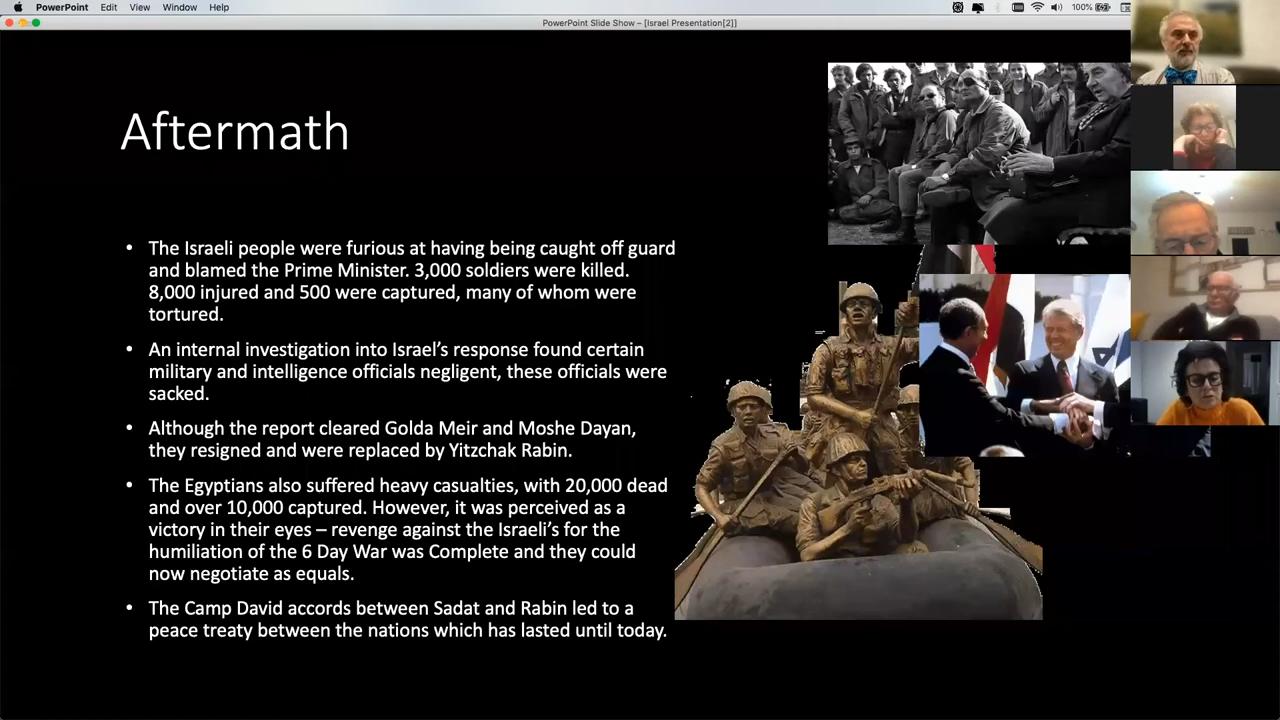 PowerPoint Edit View Window Help
100%
PowerPoint Slide Show – [Israel Presentation[2]]
Aftermath
• The Israeli people were furious at having being caught off guard
and blamed the Prime Minister. 3,000 soldiers were killed.
8,000 injured and 500 were captured, many of whom were
tortured.
• An internal investigation into Israel’s response found certain
military and intelligence officials negligent, these officials were
sacked.
• Although the report cleared Golda Meir and Moshe Dayan,
they resigned and were replaced by Yitzchak Rabin.
• The Egyptians also suffered heavy casualties, with 20,000 dead
and over 10,000 captured. However, it was perceived as a
victory in their eyes – revenge against the Israeli’s for the
humiliation of the 6 Day War was Complete and they could
now negotiate as equals.
• The Camp David accords between Sadat and Rabin led to a
peace treaty between the nations which has lasted until today.